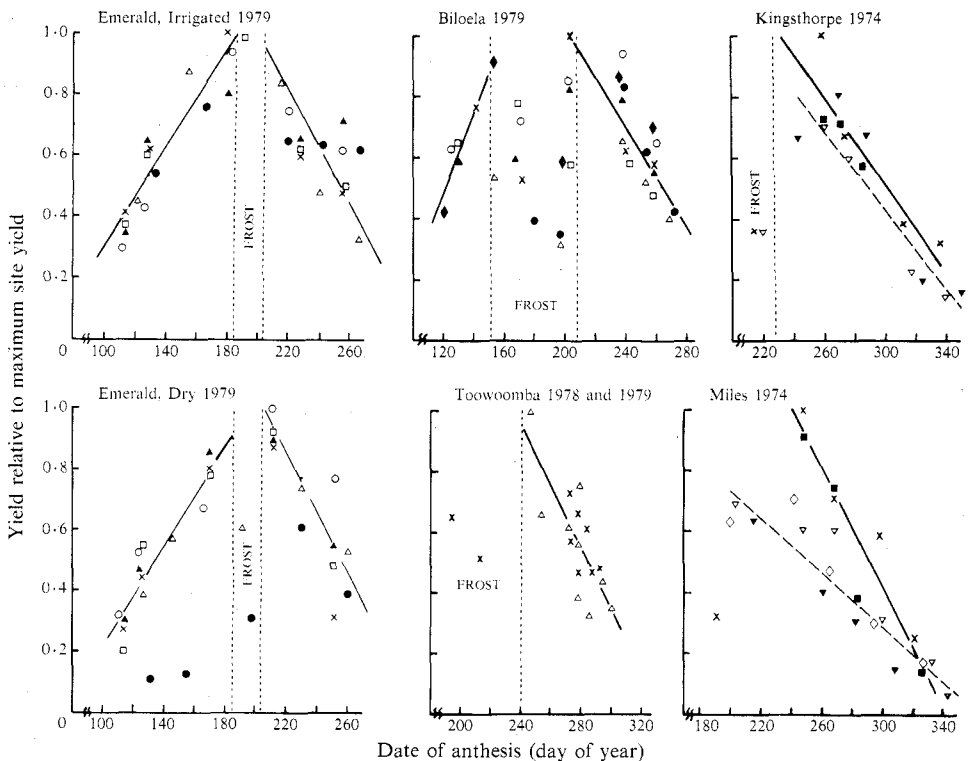 Emerald, Irrigated 1979
Biloela 1979
Kingsthorpe 1974
1·0
0·8
0·6
0·4
0·2
0
FROST
FROST
FROST
100 140 180 220 260
120 160 200 240 280
220 260 300 340
Emerald, Dry 1979
Toowoomba 1978 and 1979
Miles 1974
1·0
0·8
0·6
0·4
0·2
0
FROST
FROST
100 140 180 220 260
200 240 280 320
180 220 260 300 340
Yield relative to maximum site yield
Date of anthesis (day of year)